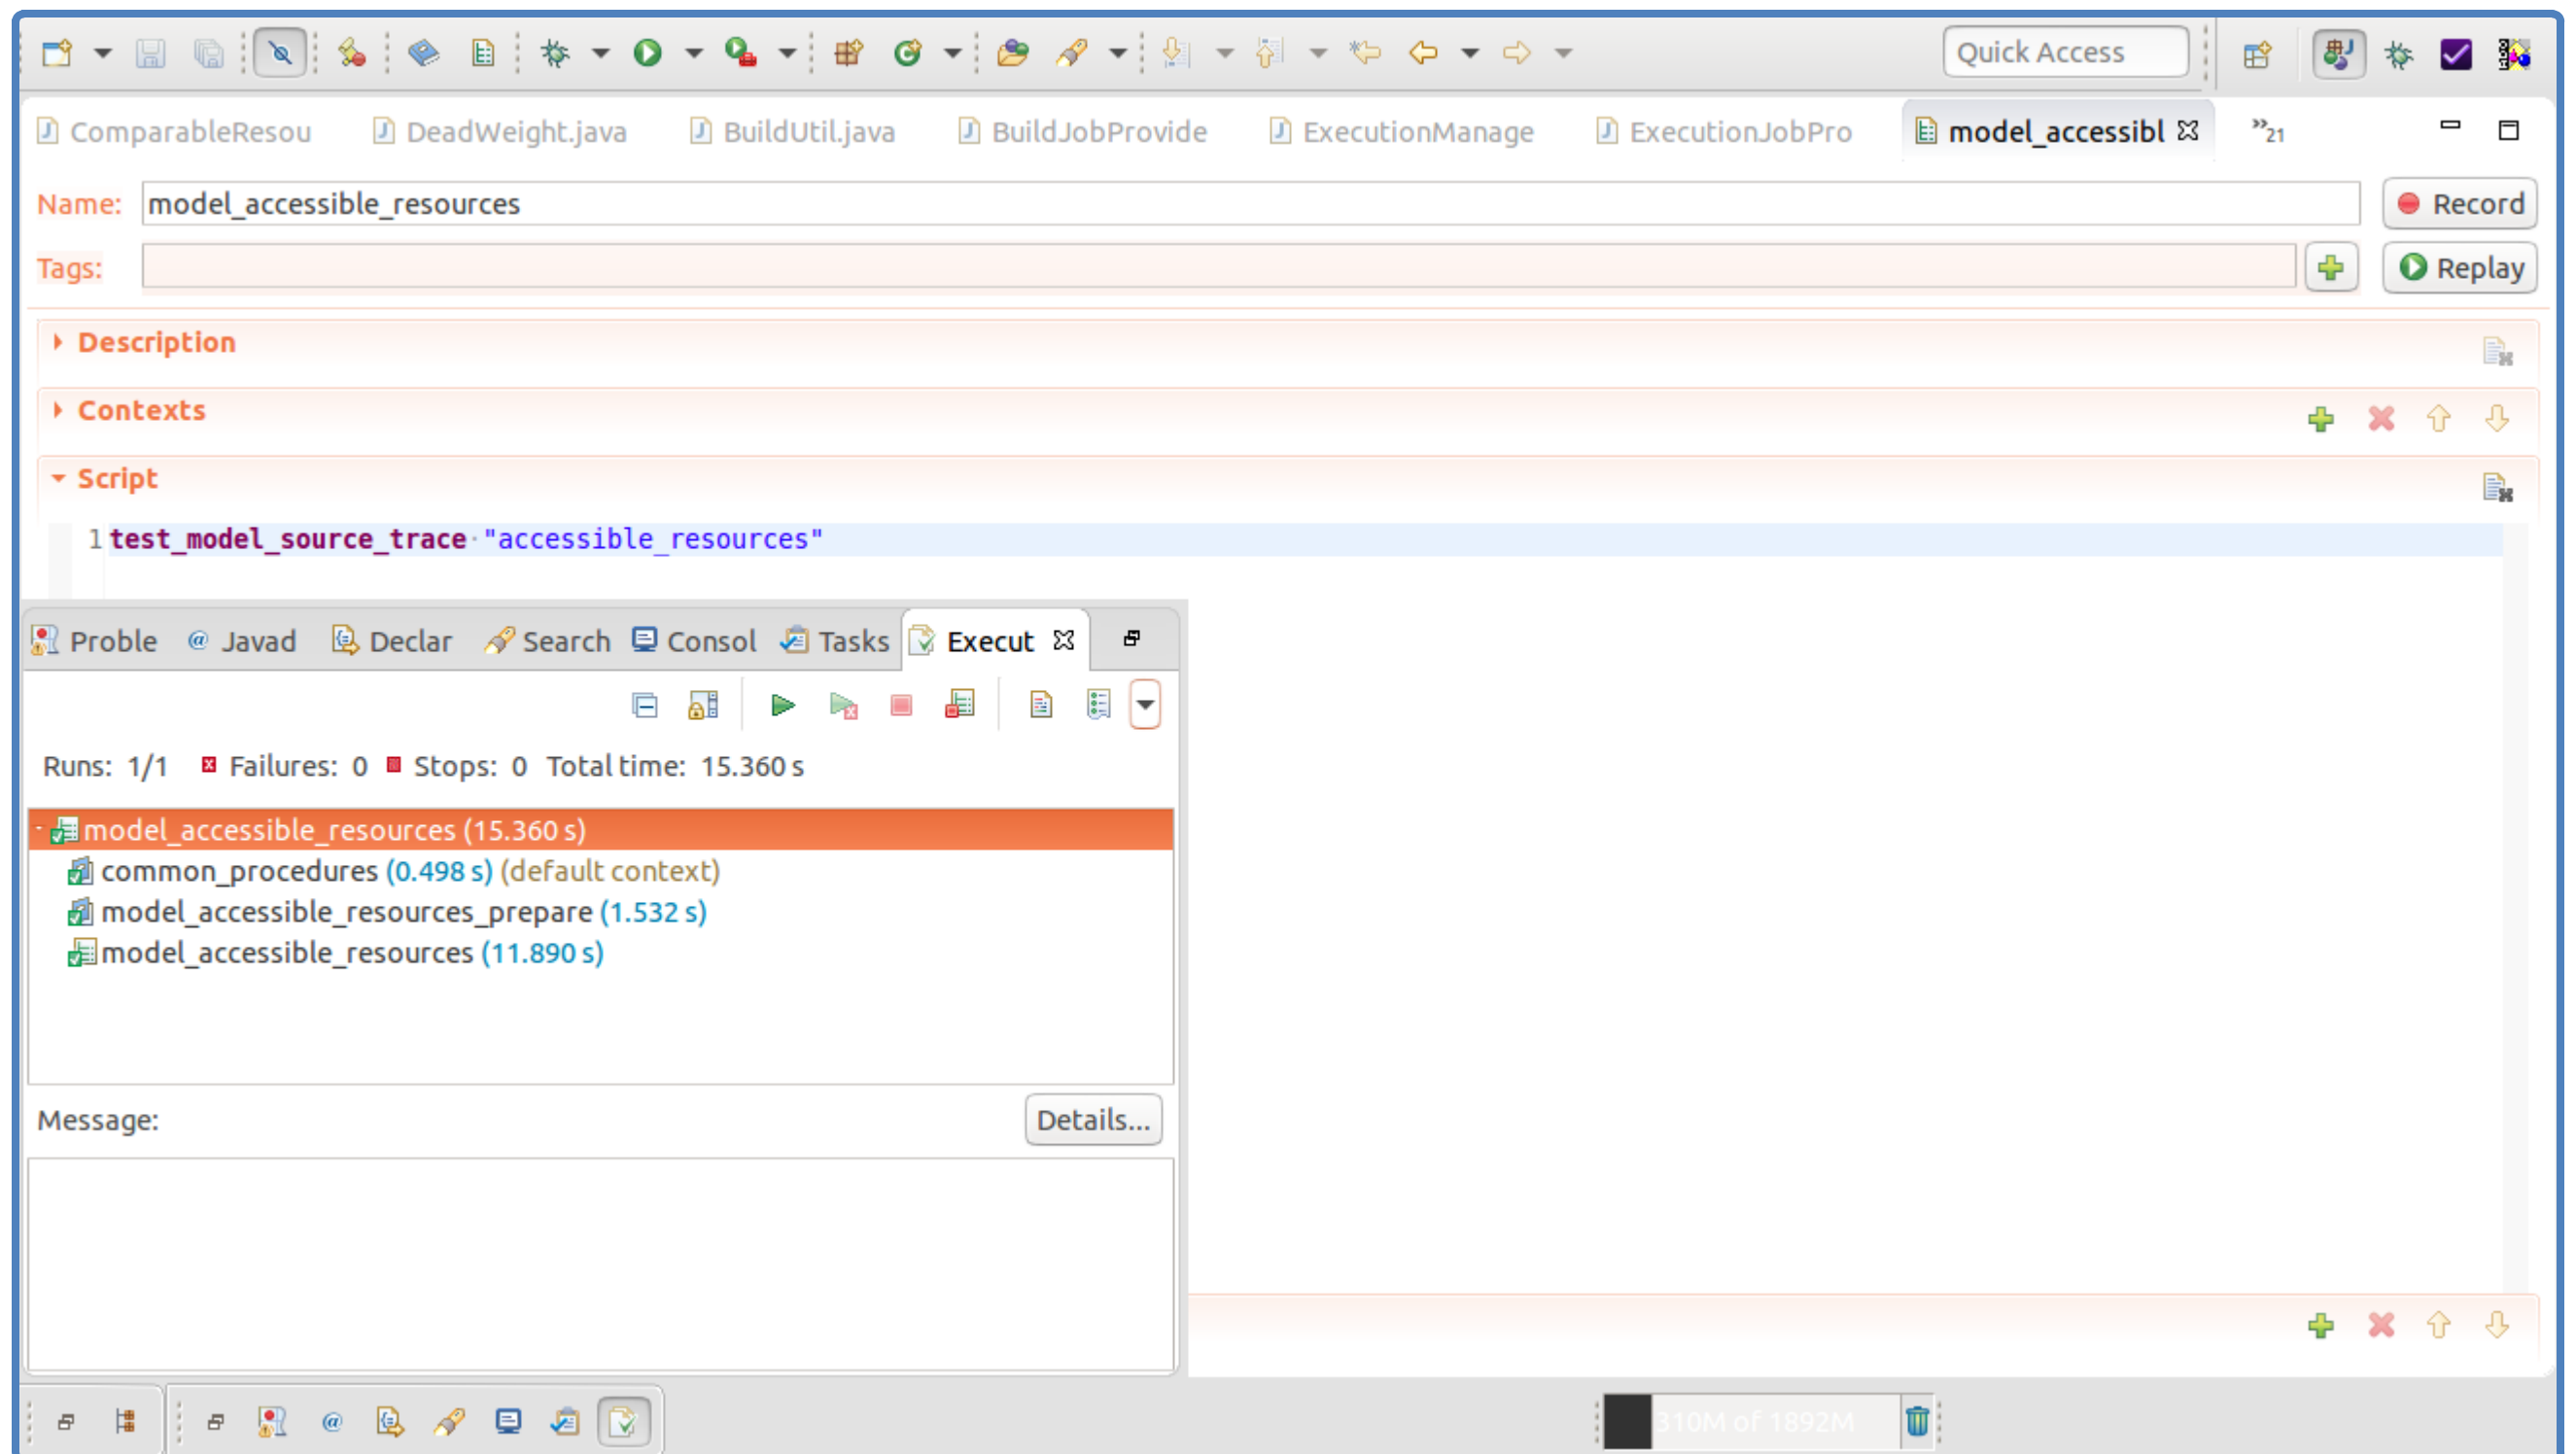 Quick Access
ComparableResou DeadWeight.java BuildUtil.java BuildJobProvide ExecutionManage ExecutionJobPro model_accessibl »21
Name: model_accessible_resources Record
Tags: Replay
Description
Contexts
Script
1 test_model_source_trace "accessible_resources"
Proble Javad Declar Search Consol Tasks Execut
Runs: 1/1 Failures: 0 Stops: 0 Total time: 15.360 s
model_accessible_resources (15.360 s)
common_procedures (0.498 s) (default context)
model_accessible_resources_prepare (1.532 s)
model_accessible_resources (11.890 s)
Message: Details...
310M of 1892M